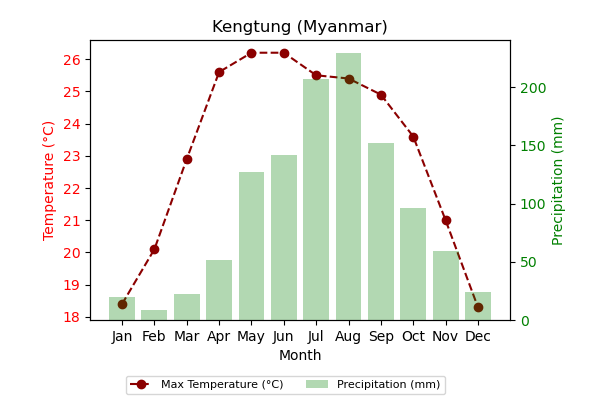 Kengtung (Myanmar)
Temperature (°C)
26
25
24
23
22
21
20
19
18
200
150
100
50
0
Precipitation (mm)
Jan Feb Mar Apr May Jun Jul Aug Sep Oct Nov Dec
Month
Max Temperature (°C) Precipitation (mm)